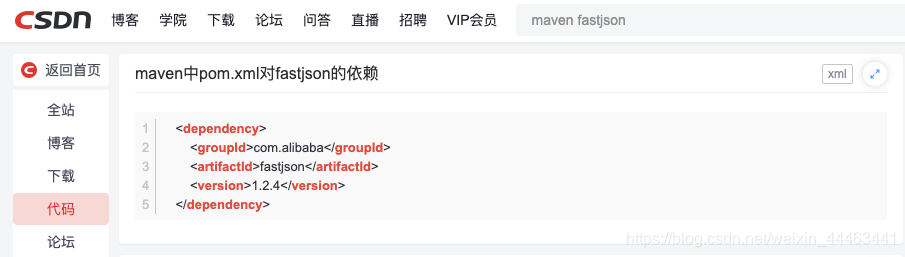 CSDN 博客 学院 下载 论坛 问答 直播 招聘 VIP会员 maven fastjson
返回首页
全站
博客
下载
代码
论坛
maven中pom.xml对fastjson的依赖 xml
1 <dependency>
2 <groupId>com.alibaba</groupId>
3 <artifactId>fastjson</artifactId>
4 <version>1.2.4</version>
5 </dependency>
https://blog.csdn.net/weixin_44463441